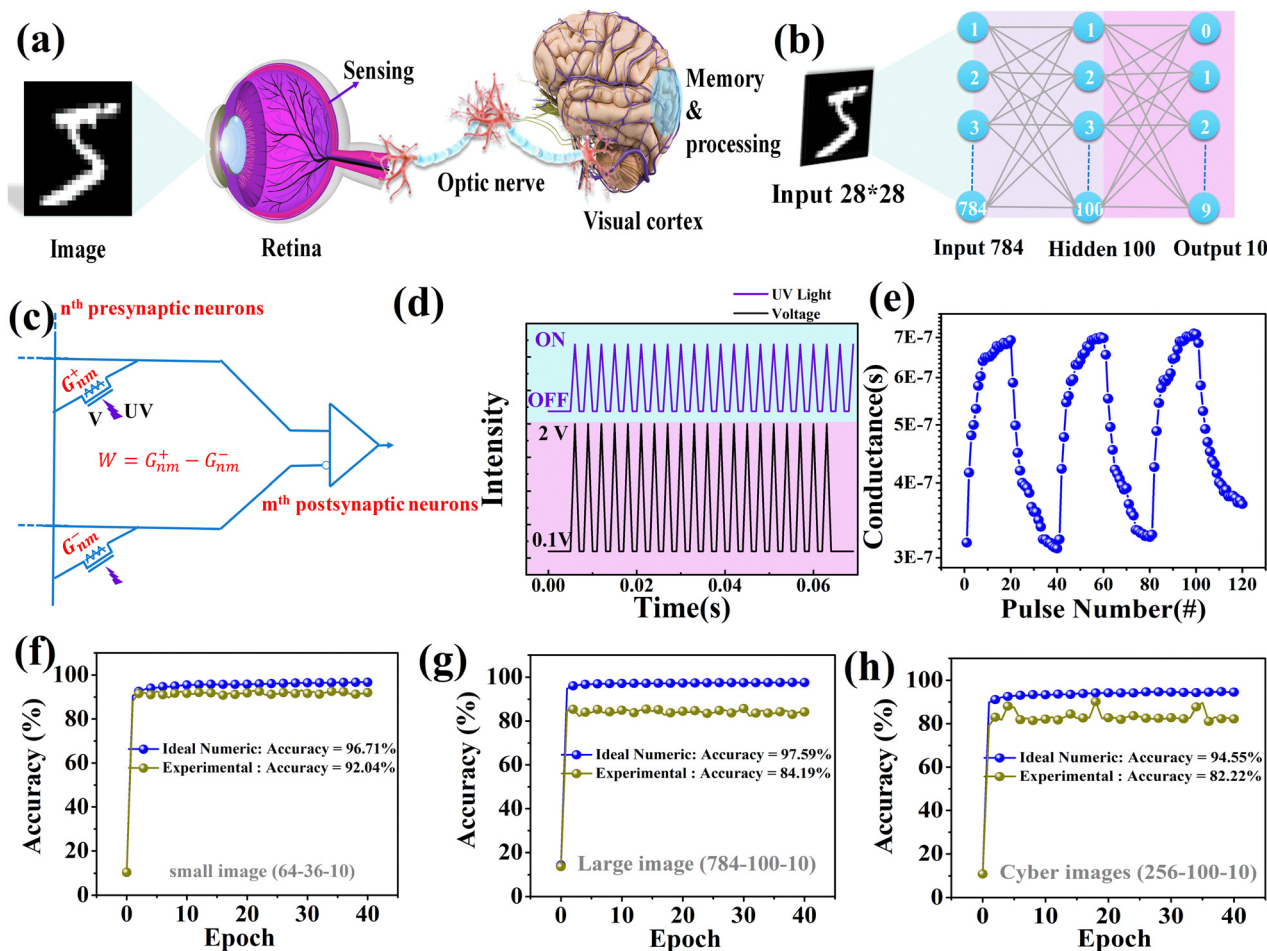 (a)
Sensing
Image
Retina
Optic nerve
Memory
&
processing
Visual cortex
(b)
Input 28*28
1
2
3
784
1
2
3
100
0
1
2
9
Input 784
Hidden 100
Output 10
(c)
nth presynaptic neurons
G+nm
V
UV
W = G+nm − G−nm
mth postsynaptic neurons
G−nm
(d)
UV Light
Voltage
ON
OFF
2 V
0.1V
Intensity
0.00
0.02
0.04
0.06
Time(s)
(e)
7E-7
6E-7
5E-7
4E-7
3E-7
Conductance(s)
0
20
40
60
80
100
120
Pulse Number(#)
(f)
100
80
60
40
20
0
Accuracy (%)
Ideal Numeric: Accuracy = 96.71%
Experimental : Accuracy = 92.04%
small image (64-36-10)
0
10
20
30
40
Epoch
(g)
100
80
60
40
20
0
Accuracy (%)
Ideal Numeric: Accuracy = 97.59%
Experimental : Accuracy = 84.19%
Large image (784-100-10)
0
10
20
30
40
Epoch
(h)
100
80
60
40
20
0
Accuracy (%)
Ideal Numeric: Accuracy = 94.55%
Experimental : Accuracy = 82.22%
Cyber images (256-100-10)
0
10
20
30
40
Epoch